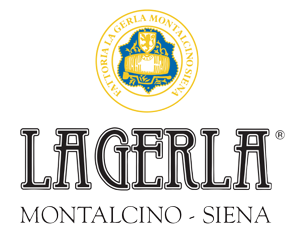 FATTORIA LA GERLA MONTALCINO SIENA
LAGERLA®
MONTALCINO - SIENA